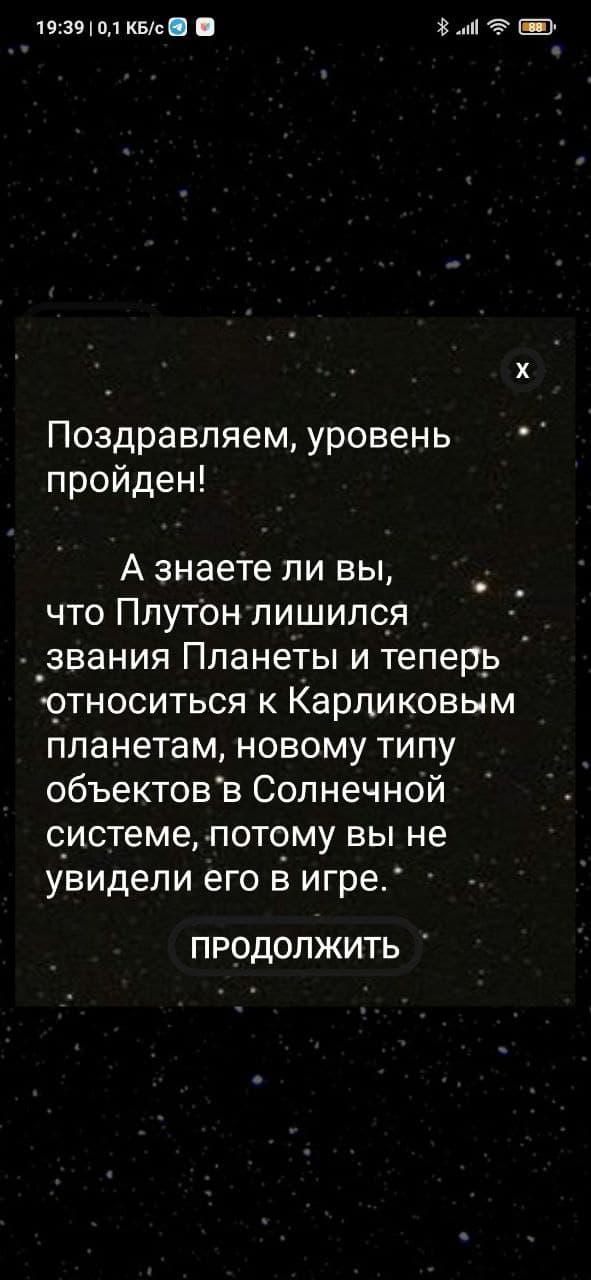 19:39 | 0,1 КБ/с 88
X
Поздравляем, уровень
пройден!
А знаете ли вы,
что Плутон лишился
звания Планеты и теперь
относиться к Карликовым
планетам, новому типу
объектов в Солнечной
системе, потому вы не
увидели его в игре.
ПРОДОЛЖИТЬ